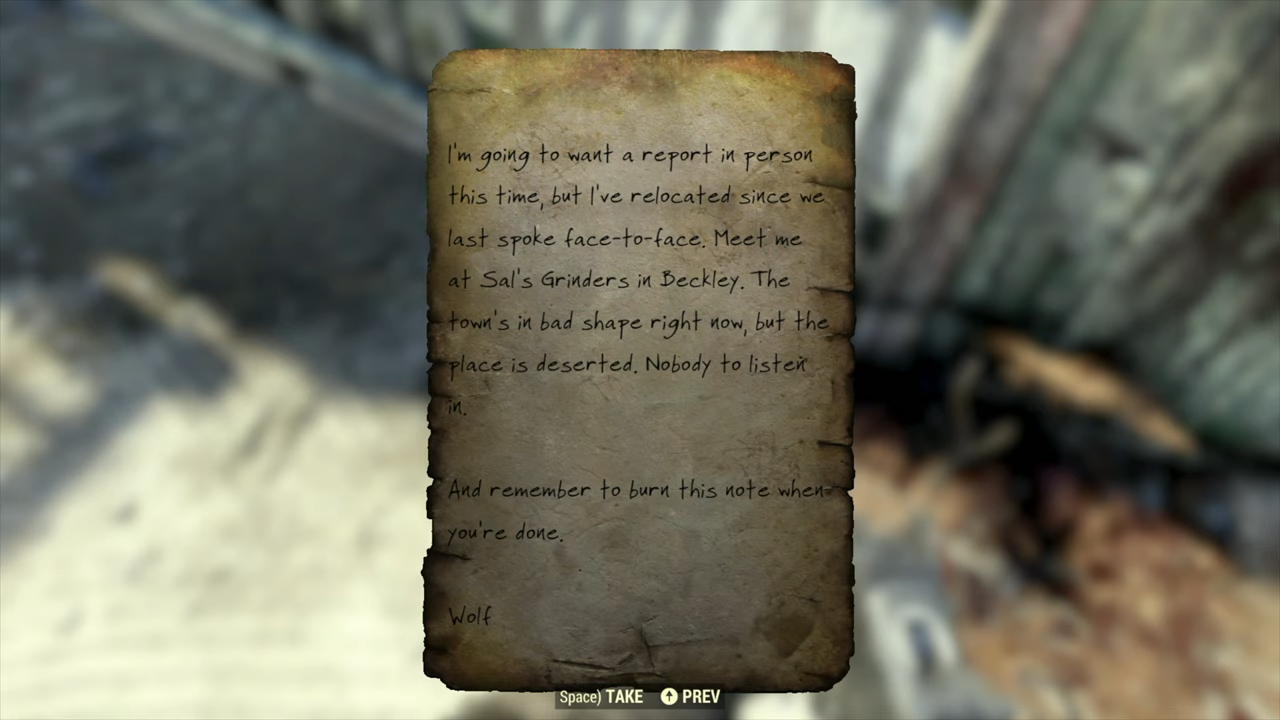 I'm going to want a report in person
this time, but I've relocated since we
last spoke face-to-face. Meet me
at Sal's Grinders in Beckley. The
town's in bad shape right now, but the
place is deserted. Nobody to listen
in.
And remember to burn this note when
you're done.
Wolf
Space) TAKE PREV